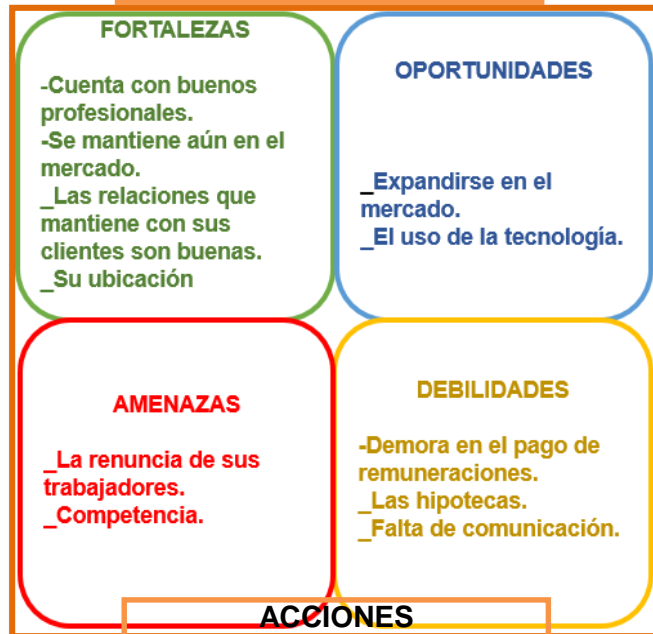 FORTALEZAS
-Cuenta con buenos
profesionales.
-Se mantiene aún en el
mercado.
_Las relaciones que
mantiene con sus
clientes son buenas.
_Su ubicación
OPORTUNIDADES
_Expandirse en el
mercado.
_El uso de la tecnología.
AMENAZAS
_La renuncia de sus
trabajadores.
_Competencia.
DEBILIDADES
-Demora en el pago de
remuneraciones.
_Las hipotecas.
_Falta de comunicación.
ACCIONES